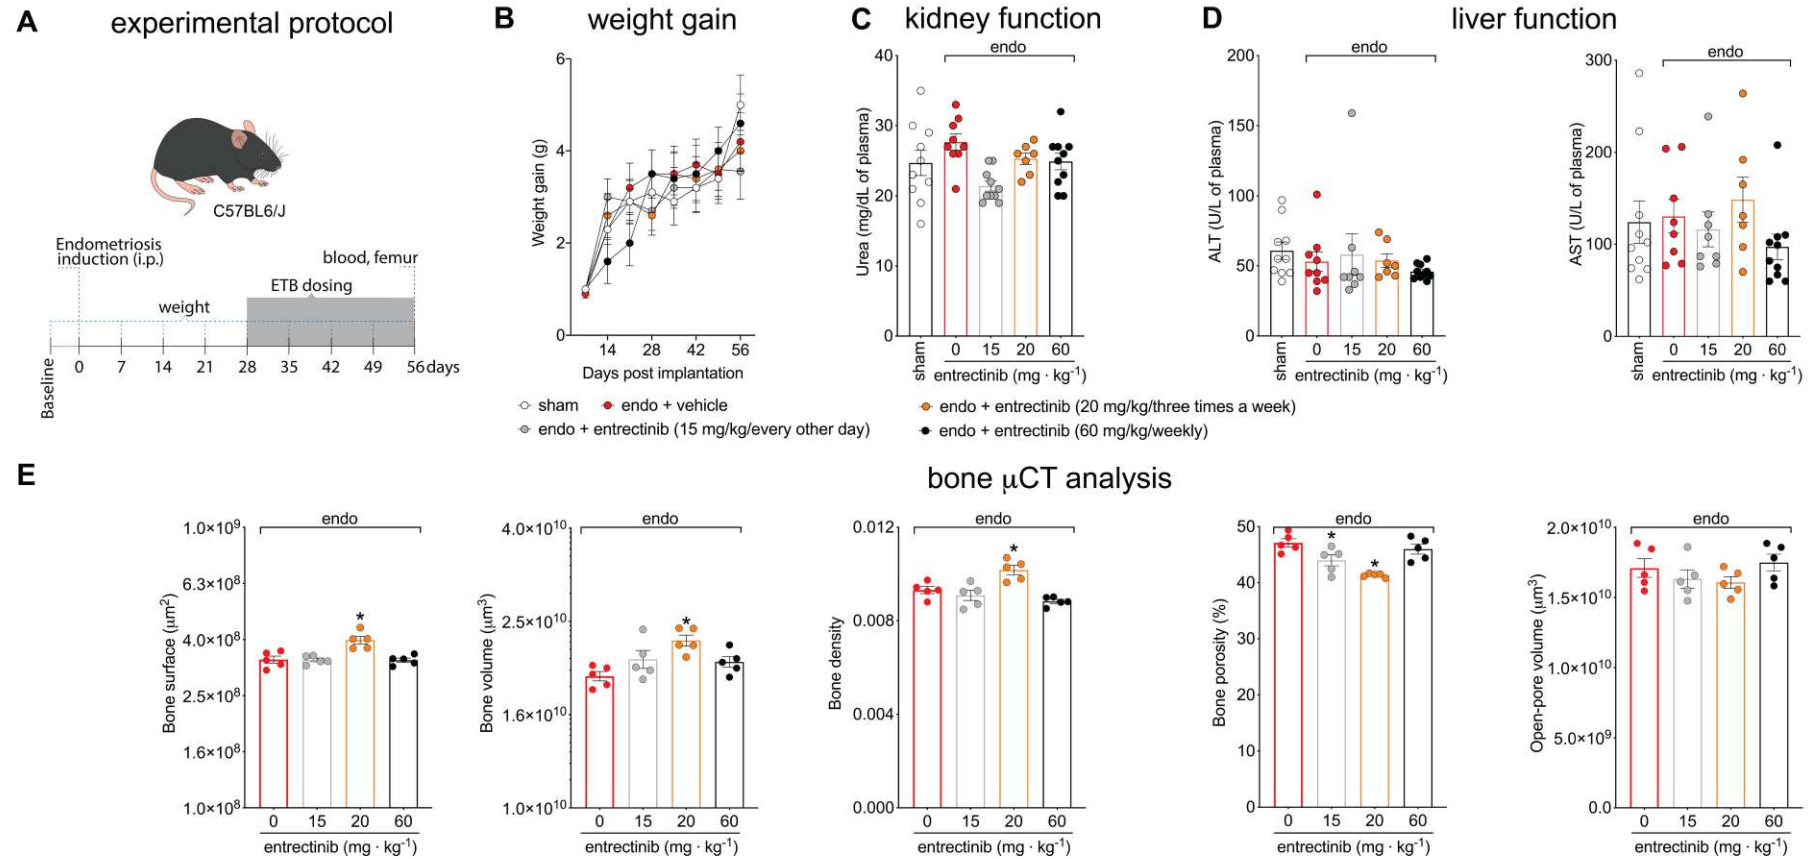 A experimental protocol
C57BL6/J
Endometriosis
induction (i.p.)
blood, femur
ETB dosing
weight
Baseline 0 7 14 21 28 35 42 49 56 days
B weight gain
Weight gain (g)
6
4
2
0
14 28 42 56
Days post implantation
C kidney function
endo
Urea (mg/dL of plasma)
40
30
20
10
0
sham 0 15 20 60
entrectinib (mg · kg⁻¹)
D liver function
endo
ALT (U/L of plasma)
200
150
100
50
0
sham 0 15 20 60
entrectinib (mg · kg⁻¹)
endo
AST (U/L of plasma)
300
200
100
0
sham 0 15 20 60
entrectinib (mg · kg⁻¹)
sham endo + vehicle
endo + entrectinib (15 mg/kg/every other day)
endo + entrectinib (20 mg/kg/three times a week)
endo + entrectinib (60 mg/kg/weekly)
E bone μCT analysis
endo
Bone surface (μm²)
1.0×10⁹
6.3×10⁸
4.0×10⁸
2.5×10⁸
1.6×10⁸
1.0×10⁸
*
0 15 20 60
entrectinib (mg · kg⁻¹)
endo
Bone volume (μm³)
4.0×10¹⁰
2.5×10¹⁰
1.6×10¹⁰
1.0×10¹⁰
*
0 15 20 60
entrectinib (mg · kg⁻¹)
endo
Bone density
0.012
0.008
0.004
0.000
*
0 15 20 60
entrectinib (mg · kg⁻¹)
endo
Bone porosity (%)
50
40
30
20
10
0
* *
0 15 20 60
entrectinib (mg · kg⁻¹)
endo
Open-pore volume (μm³)
2.0×10¹⁰
1.5×10¹⁰
1.0×10¹⁰
5.0×10⁹
0.0
0 15 20 60
entrectinib (mg · kg⁻¹)